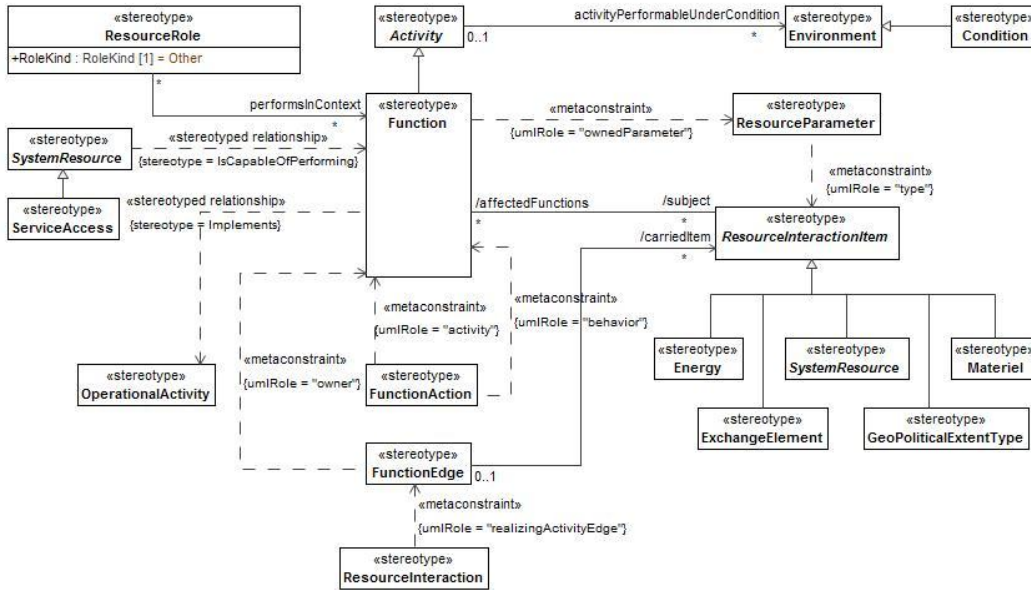 «stereotype»
ResourceRole
+RoleKind : RoleKind [1] = Other
*
«stereotype»
Activity
0..1
activityPerformableUnderCondition
*
«stereotype»
Environment
«stereotype»
Condition
performsInContext
*
«stereotype»
Function
«metaconstraint»
{umlRole = "ownedParameter"}
«stereotype»
ResourceParameter
«stereotype»
SystemResource
«stereotyped relationship»
{stereotype = IsCapableOfPerforming}
«metaconstraint»
{umlRole = "type"}
«stereotype»
ServiceAccess
«stereotyped relationship»
{stereotype = Implements}
/affectedFunctions
*
/subject
*
«stereotype»
ResourceInteractionItem
/carriedItem
*
«metaconstraint»
{umlRole = "activity"}
«metaconstraint»
{umlRole = "behavior"}
«metaconstraint»
{umlRole = "owner"}
«stereotype»
OperationalActivity
«stereotype»
FunctionAction
«stereotype»
Energy
«stereotype»
SystemResource
«stereotype»
Materiel
«stereotype»
ExchangeElement
«stereotype»
GeoPoliticalExtentType
«stereotype»
FunctionEdge
0..1
«metaconstraint»
{umlRole = "realizingActivityEdge"}
«stereotype»
ResourceInteraction